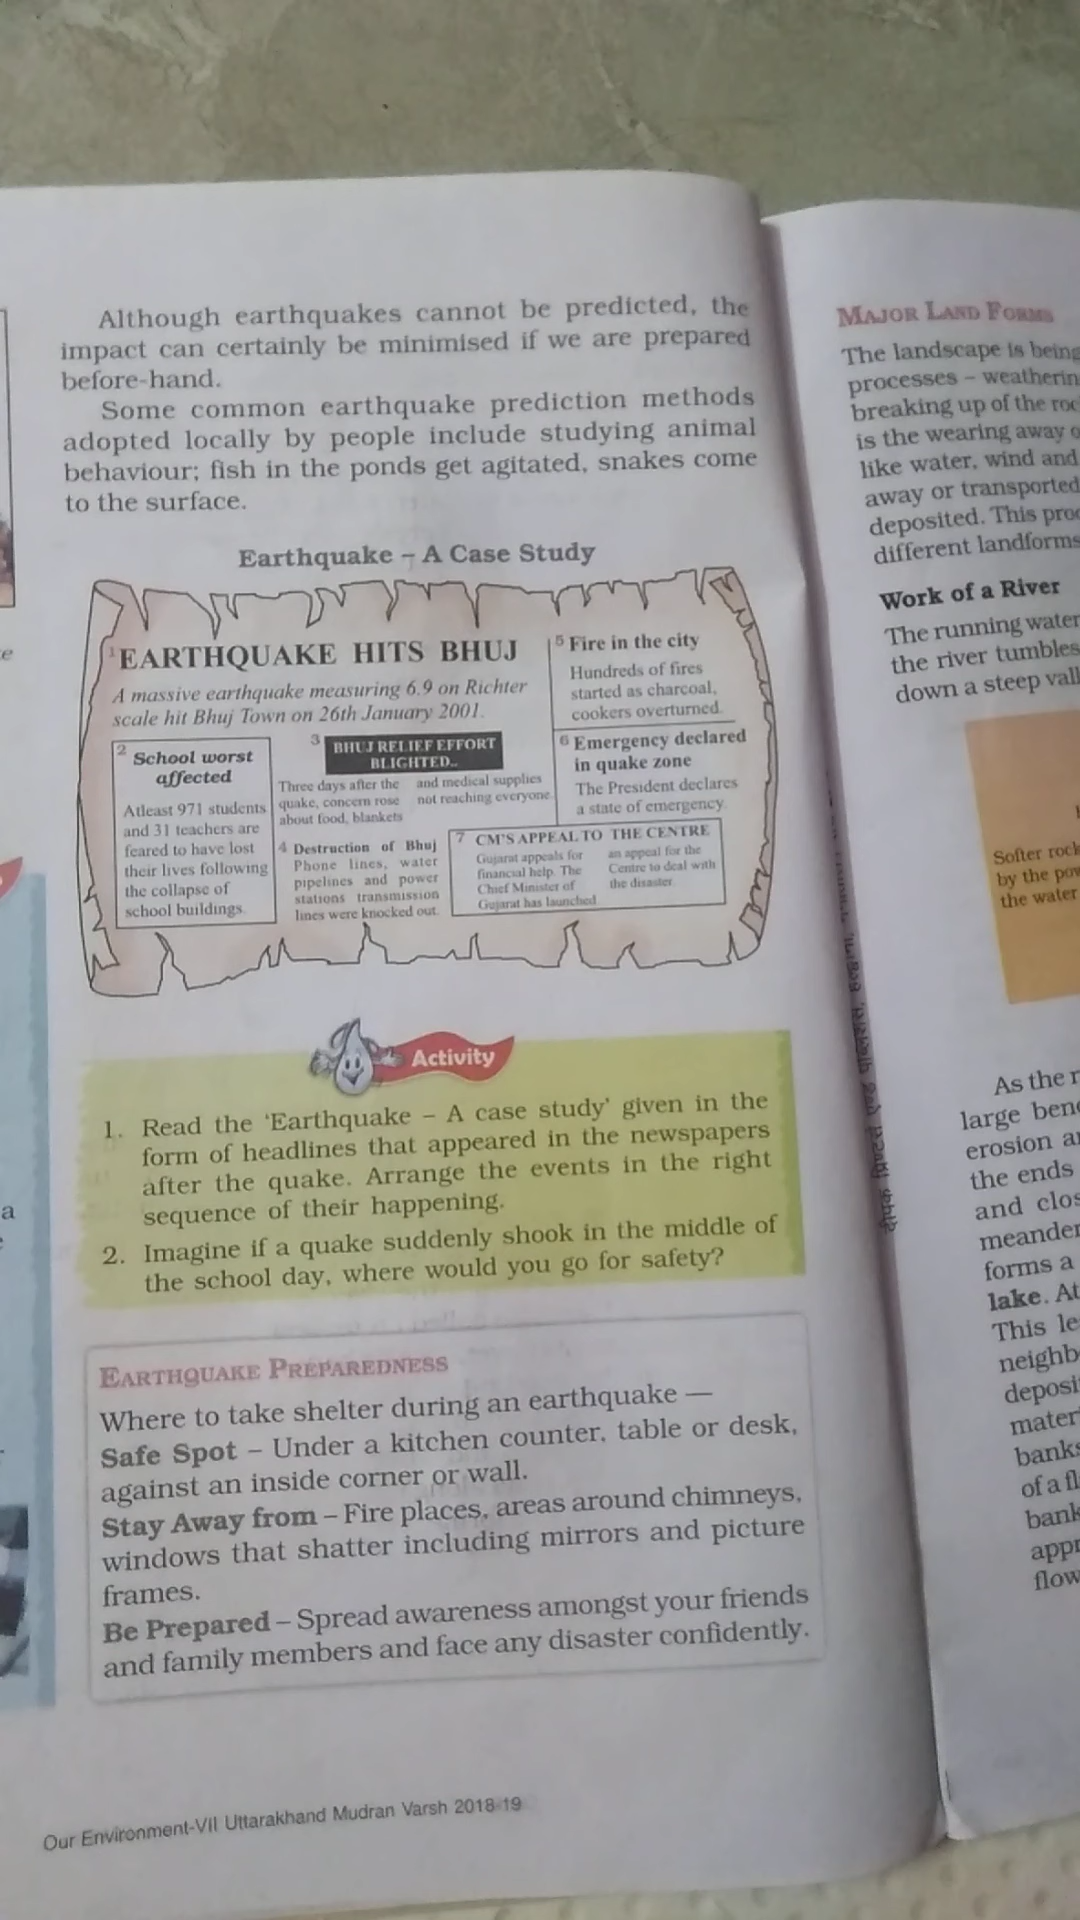 Although earthquakes cannot be predicted, the
impact can certainly be minimised if we are prepared
before-hand.
Some common earthquake prediction methods
adopted locally by people include studying animal
behaviour; fish in the ponds get agitated, snakes come
to the surface.
Earthquake – A Case Study
1 EARTHQUAKE HITS BHUJ
A massive earthquake measuring 6.9 on Richter
scale hit Bhuj Town on 26th January 2001.
2 School worst
affected
Atleast 971 students
and 31 teachers are
feared to have lost
their lives following
the collapse of
school buildings.
3 BHUJ RELIEF EFFORT
BLIGHTED..
Three days after the
quake, concern rose
about food, blankets
and medical supplies
not reaching everyone
4 Destruction of Bhuj
Phone lines, water
pipelines and power
stations transmission
lines were knocked out.
5 Fire in the city
Hundreds of fires
started as charcoal,
cookers overturned.
6 Emergency declared
in quake zone
The President declares
a state of emergency
7 CM'S APPEAL TO THE CENTRE
Gujarat appeals for
financial help. The
Chief Minister of
Gujarat has launched
an appeal for the
Centre to deal with
the disaster
Activity
1. Read the ‘Earthquake – A case study’ given in the
form of headlines that appeared in the newspapers
after the quake. Arrange the events in the right
sequence of their happening.
2. Imagine if a quake suddenly shook in the middle of
the school day, where would you go for safety?
EARTHQUAKE PREPAREDNESS
Where to take shelter during an earthquake —
Safe Spot – Under a kitchen counter, table or desk,
against an inside corner or wall.
Stay Away from – Fire places, areas around chimneys,
windows that shatter including mirrors and picture
frames.
Be Prepared – Spread awareness amongst your friends
and family members and face any disaster confidently.
Our Environment-VII Uttarakhand Mudran Varsh 2018-19
MAJOR LAND FORMS
The landscape is being
processes – weatherin
breaking up of the roc
is the wearing away o
like water, wind and
away or transported
deposited. This proc
different landforms
Work of a River
The running water
the river tumbles
down a steep vall
Softer rock
by the pow
the water
As the r
large bend
erosion a
the ends
and clos
meander
forms a
lake. At
This le
neighb
deposi
mater
banks
of a fl
bank
appr
flow